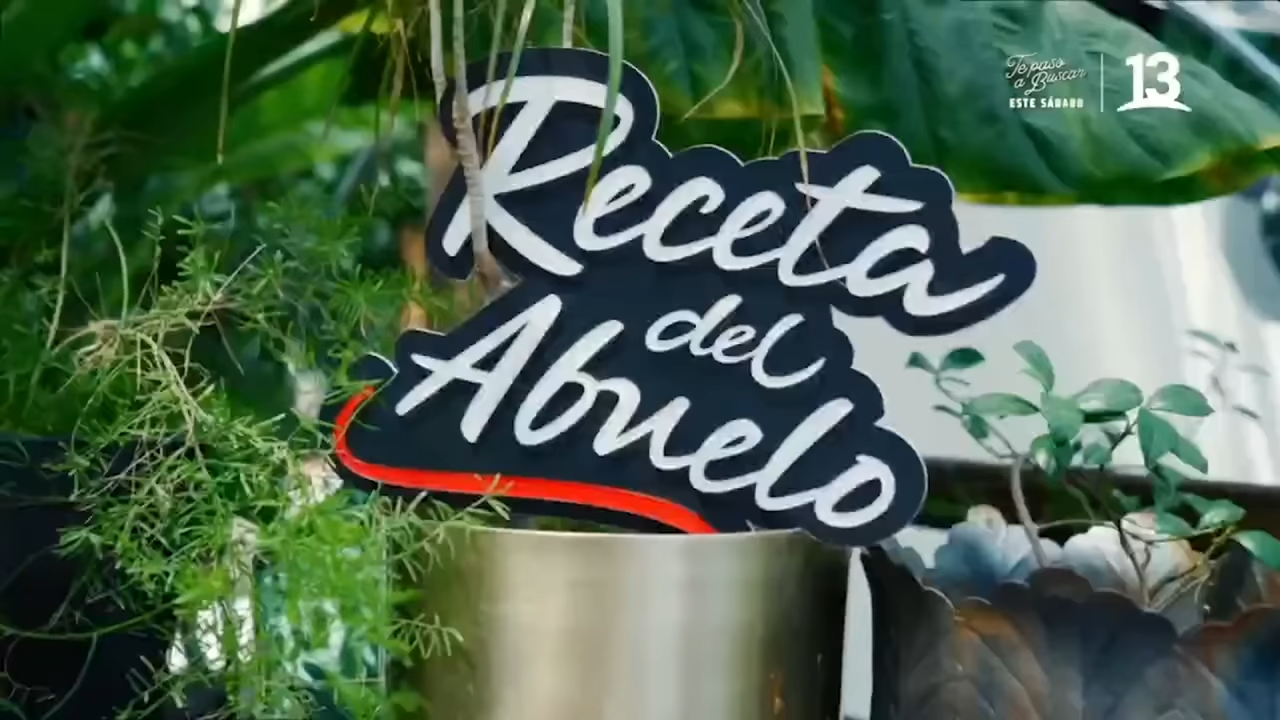 Receta
del
Abuelo
Te paso
a Buscar
ESTE SÁBADO
13